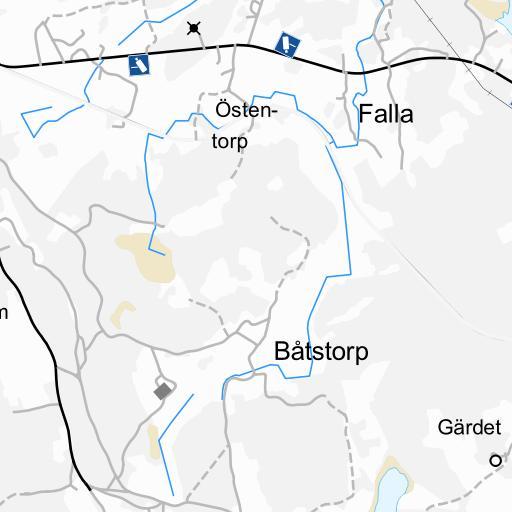 Östen-
torp
Falla
m
Båtstorp
Gärdet